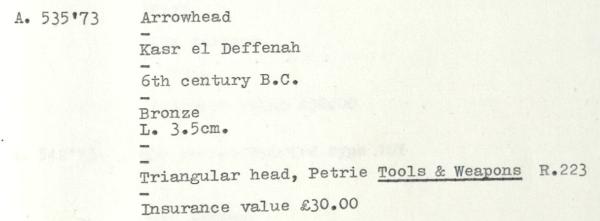 A. 535'73 Arrowhead
-
Kasr el Deffenah
-
6th century B.C.
-
Bronze
L. 3.5cm.
-
-
Triangular head, Petrie Tools & Weapons R.223
-
Insurance value £30.00